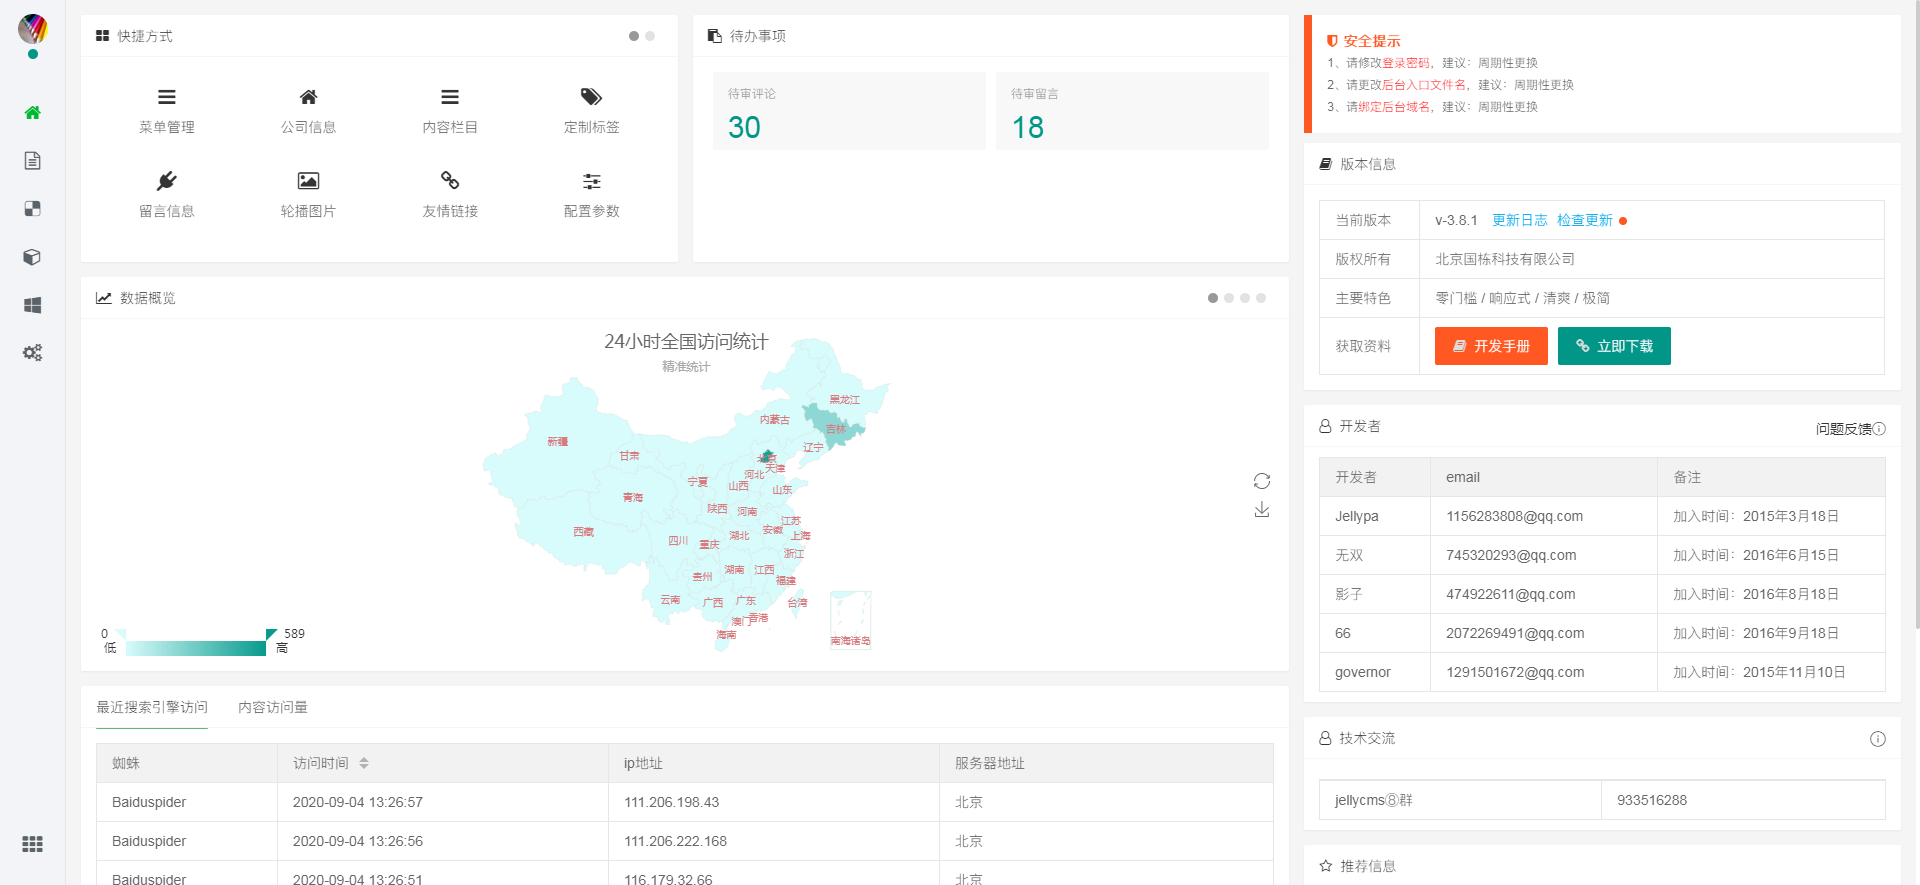 快捷方式
菜单管理 公司信息 内容栏目 定制标签
留言信息 轮播图片 友情链接 配置参数
待办事项
待审评论 待审留言
30 18
数据概览
24小时全国访问统计
精准统计
黑龙江
内蒙古
吉林
新疆
辽宁
甘肃
北京
天津
河北
宁夏
山西
山东
青海
陕西
河南
江苏
西藏
安徽
湖北
上海
四川
重庆
浙江
湖南
江西
贵州
福建
云南
广西
广东
台湾
香港
澳门
海南
南海诸岛
0 589
低 高
最近搜索引擎访问 内容访问量
蜘蛛 访问时间 ip地址 服务器地址
Baiduspider 2020-09-04 13:26:57 111.206.198.43 北京
Baiduspider 2020-09-04 13:26:56 111.206.222.168 北京
Baiduspider 2020-09-04 13:26:51 116.179.32.66 北京
安全提示
1、请修改登录密码，建议：周期性更换
2、请更改后台入口文件名，建议：周期性更换
3、请绑定后台域名，建议：周期性更换
版本信息
当前版本 v-3.8.1 更新日志 检查更新
版权所有 北京国栋科技有限公司
主要特色 零门槛 / 响应式 / 清爽 / 极简
获取资料 开发手册 立即下载
开发者 问题反馈
开发者 email 备注
Jellypa 1156283808@qq.com 加入时间：2015年3月18日
无双 745320293@qq.com 加入时间：2016年6月15日
影子 474922611@qq.com 加入时间：2016年8月18日
66 2072269491@qq.com 加入时间：2016年9月18日
governor 1291501672@qq.com 加入时间：2015年11月10日
技术交流
jellycms⑧群 933516288
推荐信息